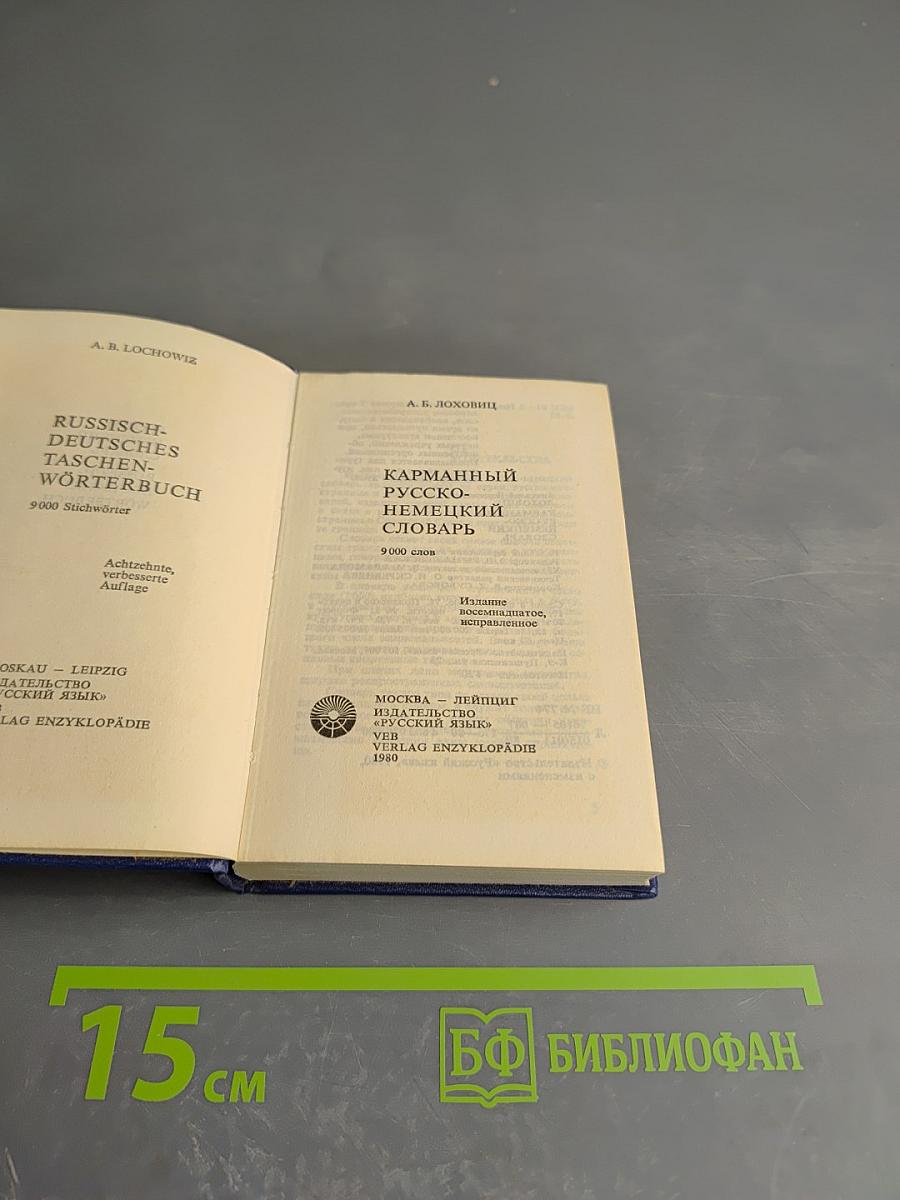 A. B. LOCHOWIZ
RUSSISCH-
DEUTSCHES
TASCHEN-
WÖRTERBUCH
9000 Stichwörter
Achtzehnte,
verbesserte
Auflage
OSKAU – LEIPZIG
ДАТЕЛЬСТВО
УССКИЙ ЯЗЫК»
LAG ENZYKLOPÄDIE
А. Б. ЛОХОВИЦ
КАРМАННЫЙ
РУССКО-
НЕМЕЦКИЙ
СЛОВАРЬ
9000 слов
Издание
восемнадцатое,
исправленное
МОСКВА – ЛЕЙПЦИГ
ИЗДАТЕЛЬСТВО
«РУССКИЙ ЯЗЫК»
VEB
VERLAG ENZYKLOPÄDIE
1980
15 см
БФ БИБЛИОФАН